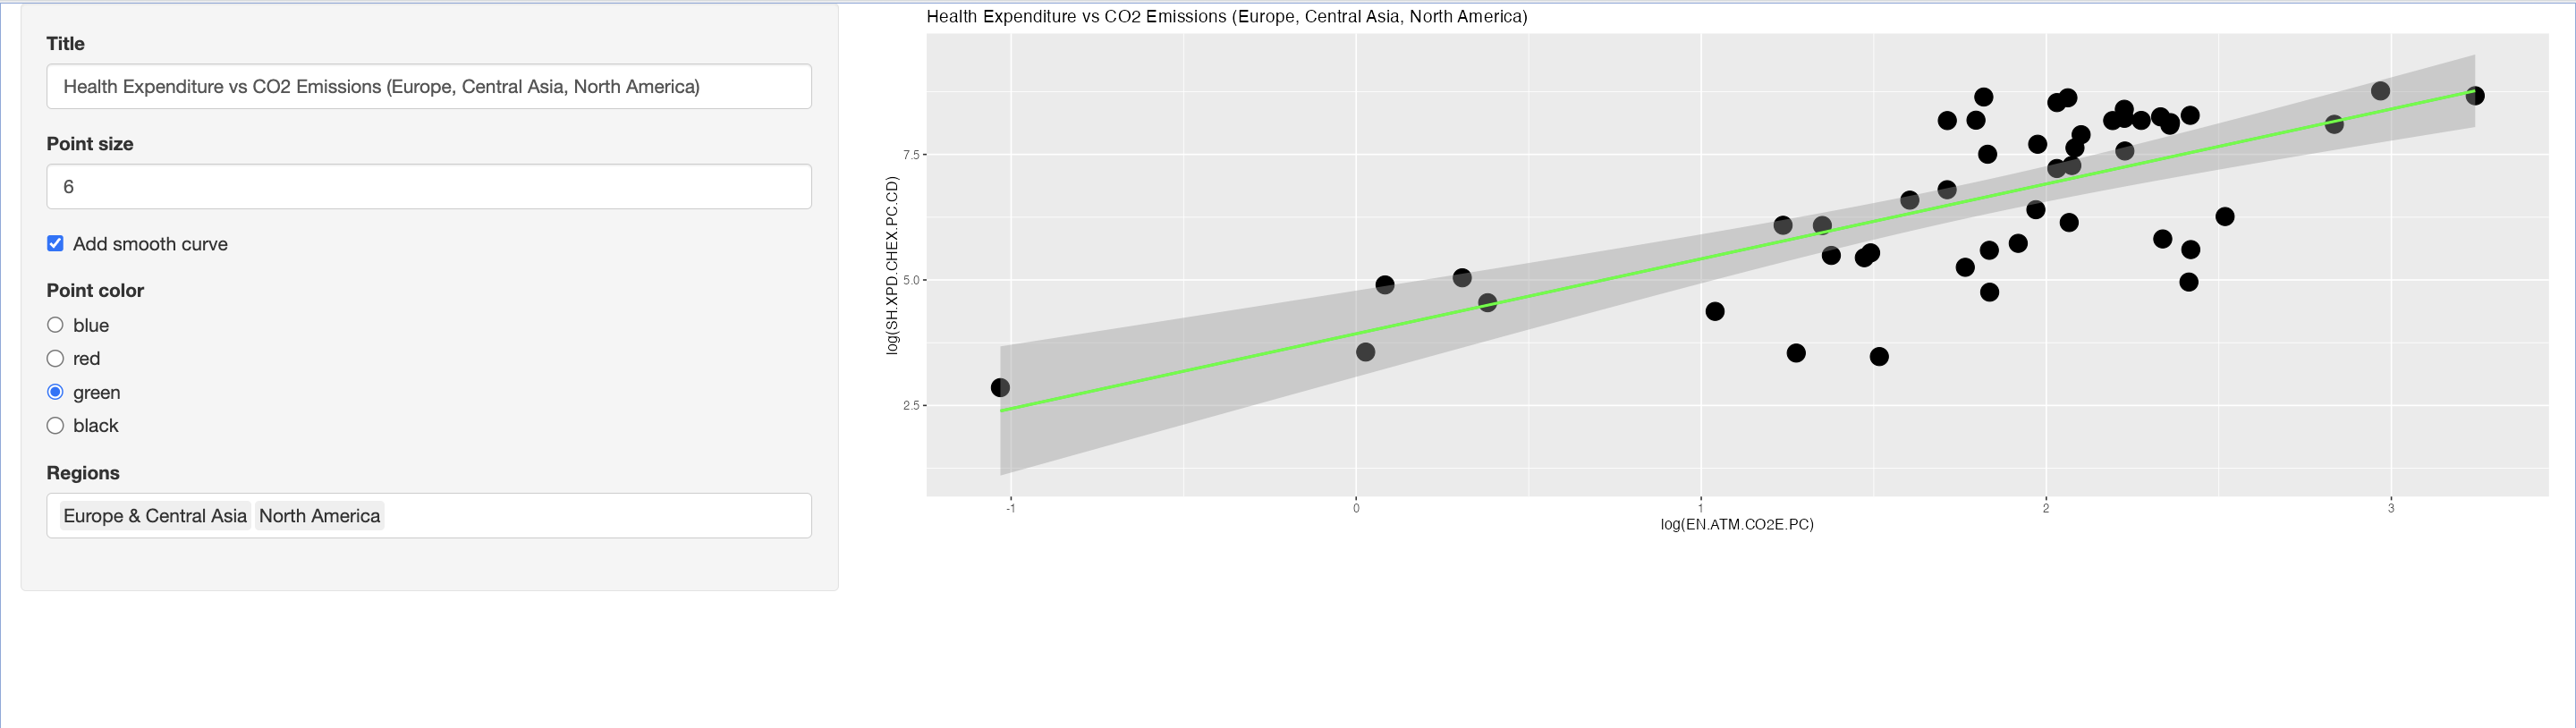 Title
Health Expenditure vs CO2 Emissions (Europe, Central Asia, North America)
Point size
6
Add smooth curve
Point color
blue
red
green
black
Regions
Europe & Central Asia North America
Health Expenditure vs CO2 Emissions (Europe, Central Asia, North America)
log(SH.XPD.CHEX.PC.CD)
7.5
5.0
2.5
-1 0 1 2 3
log(EN.ATM.CO2E.PC)